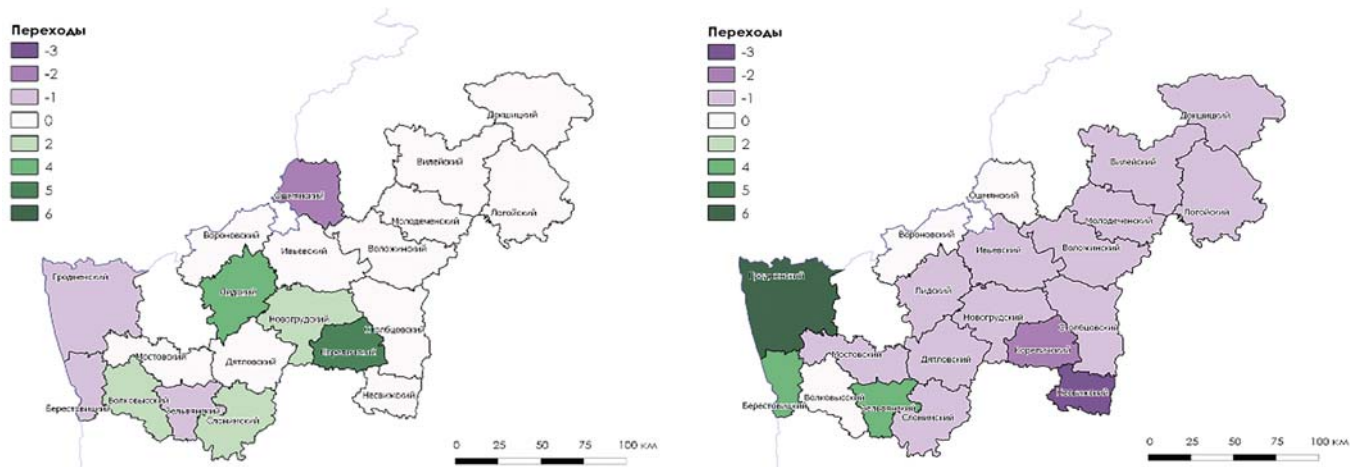 Переходы
-3
-2
-1
0
2
4
5
6
Докшицкий
Вилейский
Ошмянский
Логойский
Молодеченский
Вороновский
Ивьевский
Воложинский
Гродненский
Лидский
Новогрудский
Столбцовский
Кореличский
Мостовский
Дятловский
Несвижский
Берестовицкий
Волковысский
Зельвенский
Слонимский
0 25 50 75 100 км
Переходы
-3
-2
-1
0
2
4
5
6
Докшицкий
Вилейский
Ошмянский
Логойский
Молодеченский
Вороновский
Ивьевский
Воложинский
Гродненский
Лидский
Новогрудский
Столбцовский
Кореличский
Мостовский
Дятловский
Несвижский
Берестовицкий
Волковысский
Зельвенский
Слонимский
0 25 50 75 100 км